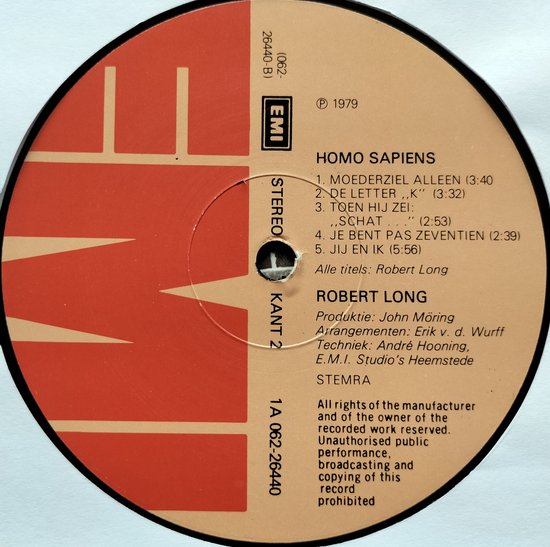 (062-
26440-B)
EMI
STEREO KANT 2 1A 062-26440
EMI
℗ 1979
HOMO SAPIENS
1. MOEDERZIEL ALLEEN (3:40
2. DE LETTER ,,K" (3:32)
3. TOEN HIJ ZEI:
,,SCHAT . . ." (2:53)
4. JE BENT PAS ZEVENTIEN (2:39)
5. JIJ EN IK (5:56)
Alle titels: Robert Long
ROBERT LONG
Produktie: John Möring
Arrangementen: Erik v. d. Wurff
Techniek: André Hooning,
E.M.I. Studio's Heemstede
STEMRA
All rights of the manufacturer
and of the owner of the
recorded work reserved.
Unauthorised public
performance,
broadcasting and
copying of this
record
prohibited